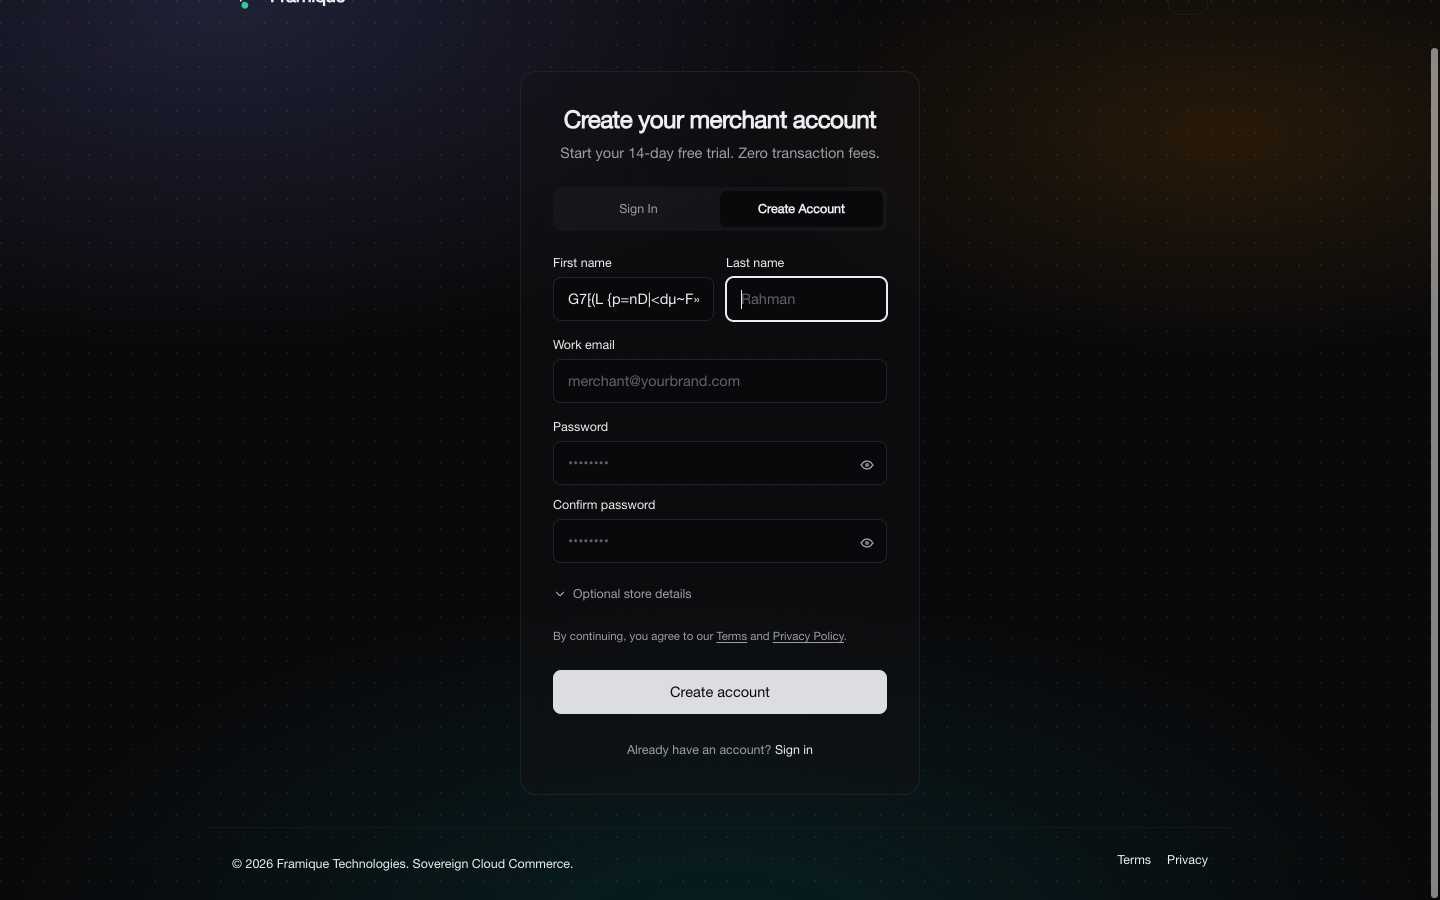 Framique
Create your merchant account
Start your 14-day free trial. Zero transaction fees.
Sign In
Create Account
First name
Last name
G7[(L {p=nD|<dµ~F»
Rahman
Work email
merchant@yourbrand.com
Password
••••••••
Confirm password
••••••••
Optional store details
By continuing, you agree to our Terms and Privacy Policy.
Create account
Already have an account? Sign in
© 2026 Framique Technologies. Sovereign Cloud Commerce.
Terms
Privacy